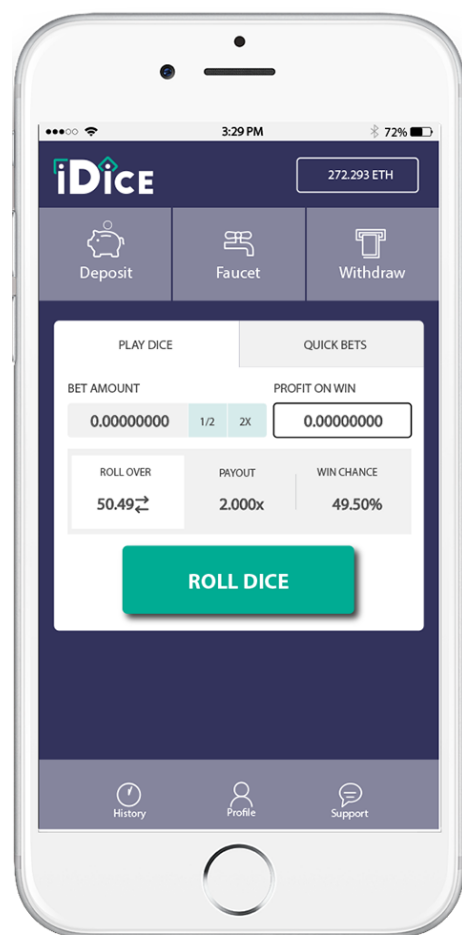 3:29 PM
72%
iDice
272.293 ETH
Deposit
Faucet
Withdraw
PLAY DICE
QUICK BETS
BET AMOUNT
PROFIT ON WIN
0.00000000
1/2
2X
0.00000000
ROLL OVER
PAYOUT
WIN CHANCE
50.49
2.000x
49.50%
ROLL DICE
History
Profile
Support